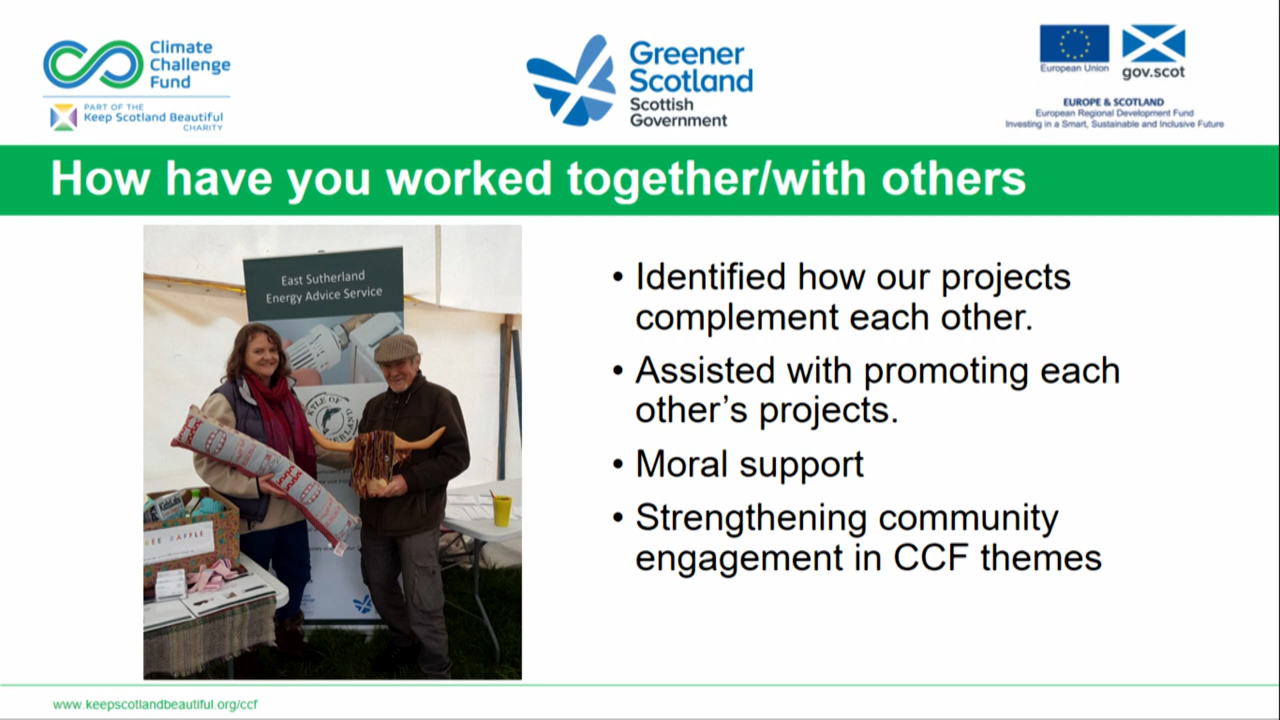 Climate
Challenge
Fund
PART OF THE
Keep Scotland Beautiful
CHARITY
Greener
Scotland
Scottish
Government
European Union
gov.scot
EUROPE & SCOTLAND
European Regional Development Fund
Investing in a Smart, Sustainable and Inclusive Future
How have you worked together/with others
East Sutherland
Energy Advice Service
KYLE OF
RAFFLE
• Identified how our projects
complement each other.
• Assisted with promoting each
other’s projects.
• Moral support
• Strengthening community
engagement in CCF themes
www.keepscotlandbeautiful.org/ccf